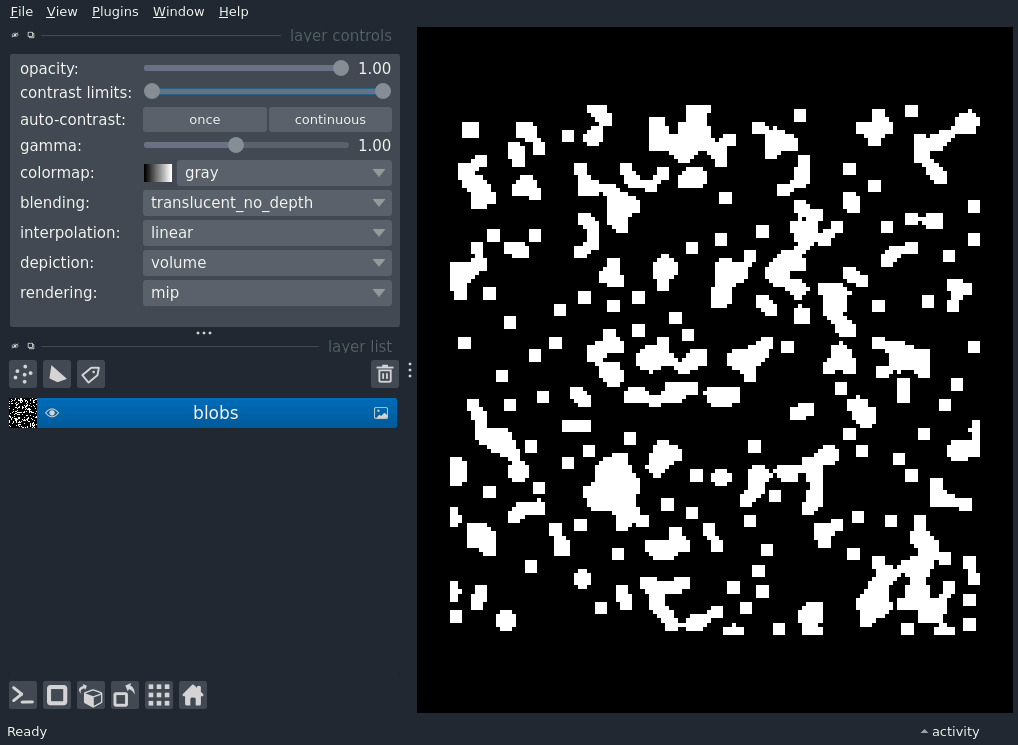 File View Plugins Window Help
layer controls
opacity: 1.00
contrast limits:
auto-contrast: once continuous
gamma: 1.00
colormap: gray
blending: translucent_no_depth
interpolation: linear
depiction: volume
rendering: mip
layer list
blobs
Ready activity